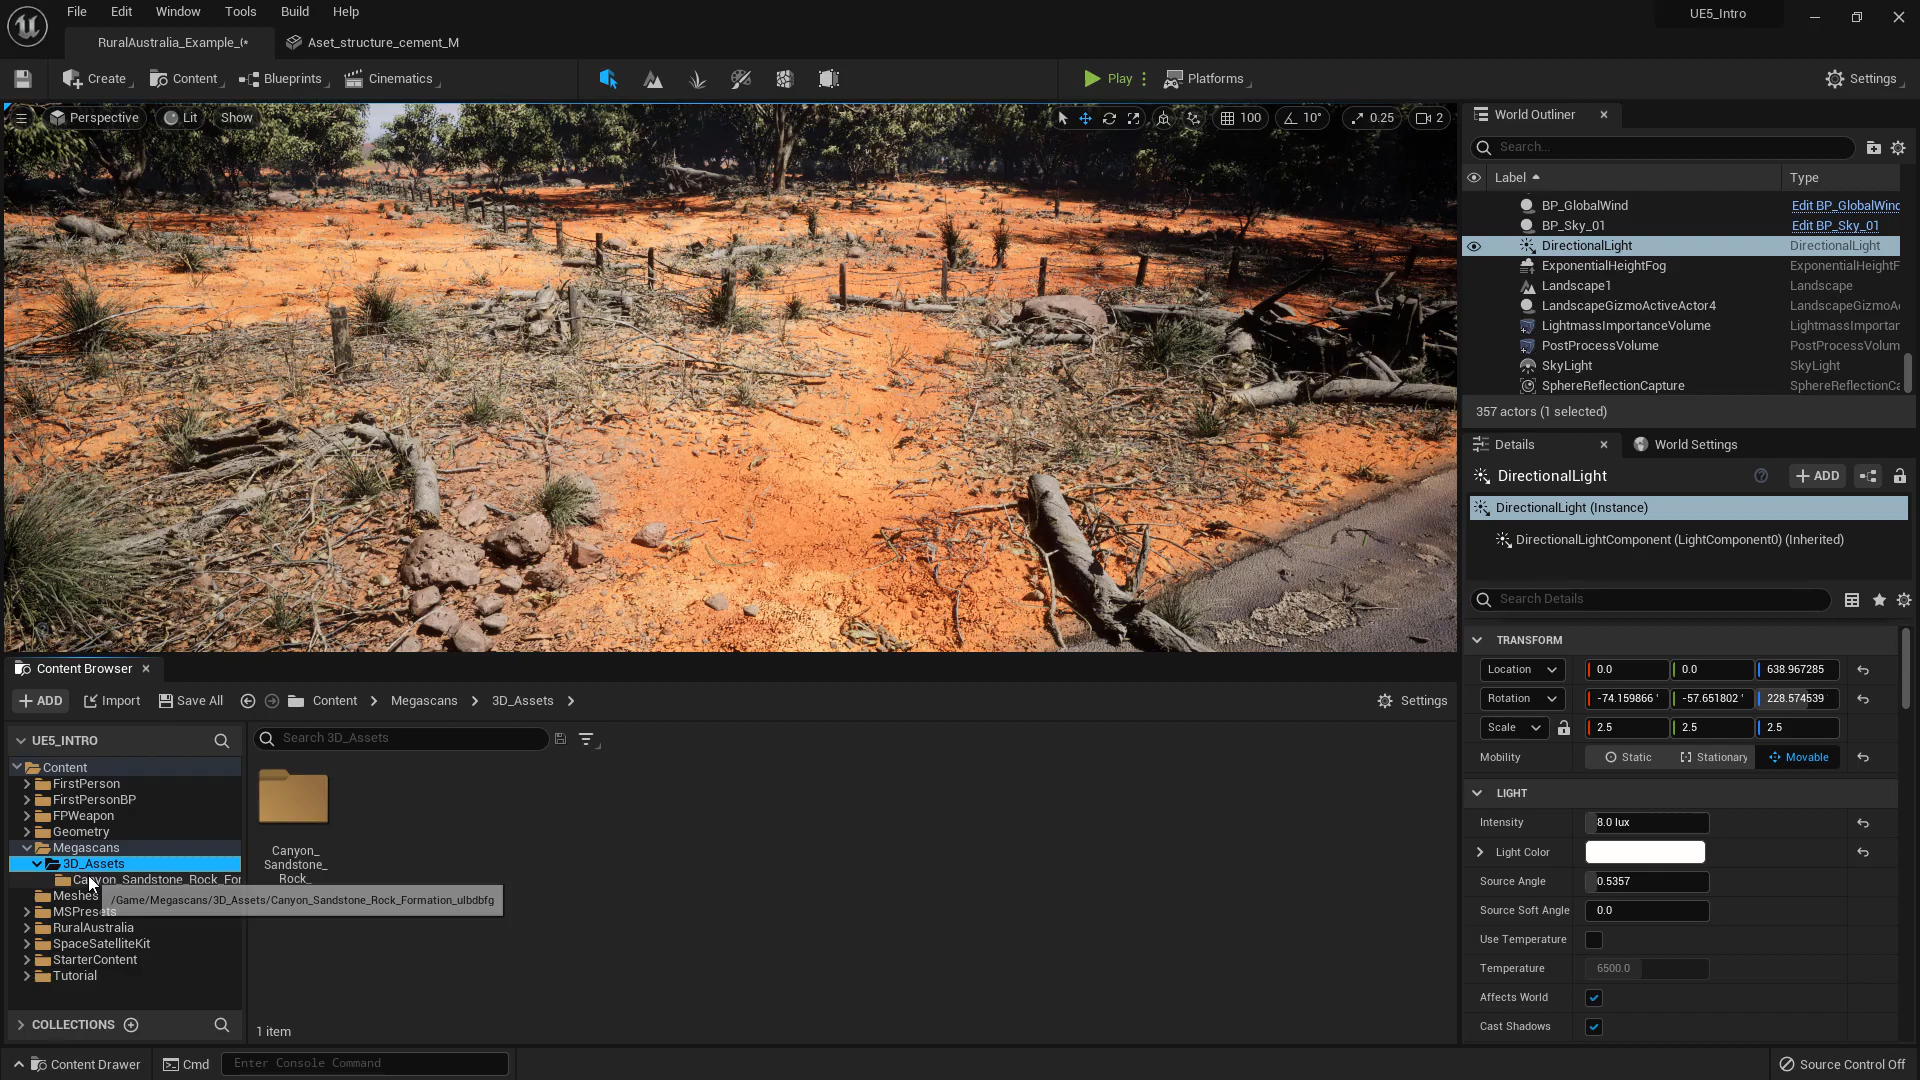 File Edit Window Tools Build Help
UE5_Intro
RuralAustralia_Example_(*
Aset_structure_cement_M
Create Content Blueprints Cinematics Play Platforms Settings
Perspective Lit Show 100 10° 0.25 2
World Outliner
Search...
Label Type
BP_GlobalWind Edit BP_GlobalWind
BP_Sky_01 Edit BP_Sky_01
DirectionalLight DirectionalLight
ExponentialHeightFog ExponentialHeightF
Landscape1 Landscape
LandscapeGizmoActiveActor4 LandscapeGizmoAc
LightmassImportanceVolume LightmassImportan
PostProcessVolume PostProcessVolum
SkyLight SkyLight
SphereReflectionCapture SphereReflectionCa
357 actors (1 selected)
Details World Settings
DirectionalLight ADD
DirectionalLight (Instance)
DirectionalLightComponent (LightComponent0) (Inherited)
Search Details
TRANSFORM
Location 0.0 0.0 638.967285
Rotation -74.159866 ° -57.651802 ° 228.574539
Scale 2.5 2.5 2.5
Mobility Static Stationary Movable
LIGHT
Intensity 8.0 lux
Light Color
Source Angle 0.5357
Source Soft Angle 0.0
Use Temperature
Temperature 6500.0
Affects World
Cast Shadows
Content Browser
ADD Import Save All Content Megascans 3D_Assets Settings
UE5_INTRO
Search 3D_Assets
Content
FirstPerson
FirstPersonBP
FPWeapon
Geometry
Megascans
3D_Assets
Canyon_Sandstone_Rock_For
Meshes
MSPresets
RuralAustralia
SpaceSatelliteKit
StarterContent
Tutorial
/Game/Megascans/3D_Assets/Canyon_Sandstone_Rock_Formation_ulbdbfg
Canyon_
Sandstone_
Rock_
COLLECTIONS
1 item
Content Drawer Cmd Enter Console Command Source Control Off